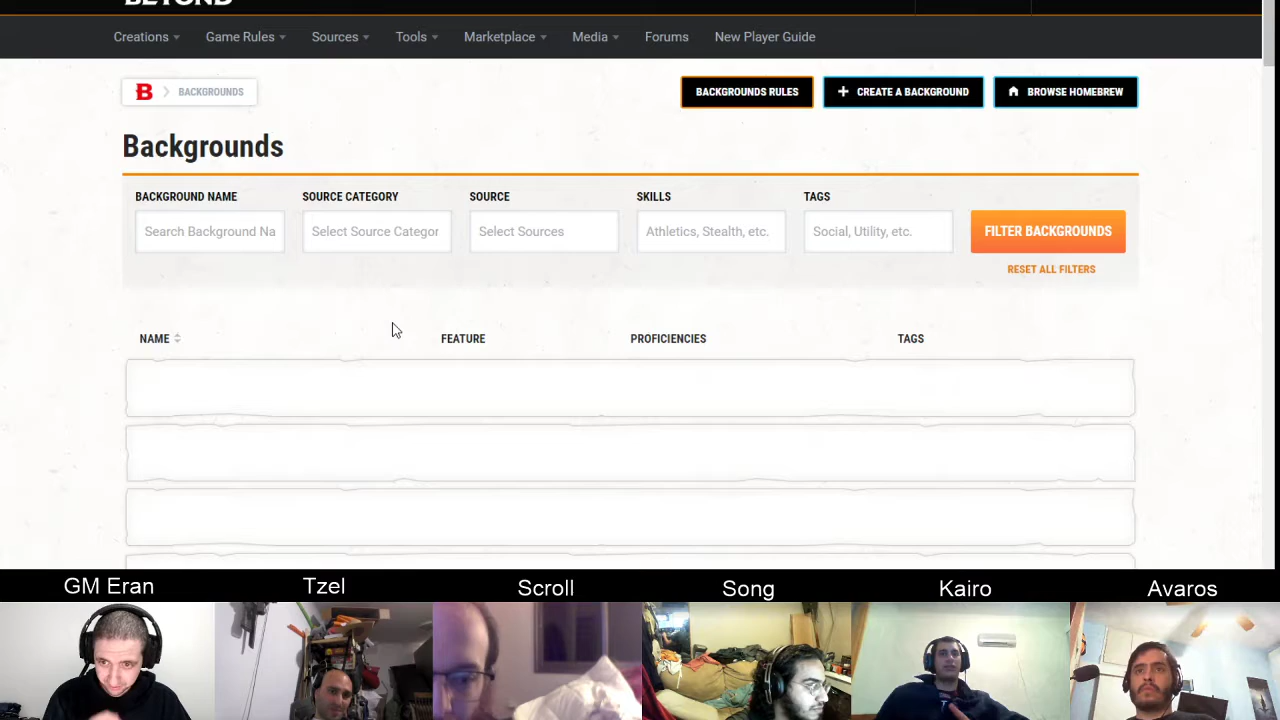 BEYOND
Creations Game Rules Sources Tools Marketplace Media Forums New Player Guide
B BACKGROUNDS
BACKGROUNDS RULES
CREATE A BACKGROUND
BROWSE HOMEBREW
Backgrounds
BACKGROUND NAME SOURCE CATEGORY SOURCE SKILLS TAGS
Search Background Na Select Source Categor Select Sources Athletics, Stealth, etc. Social, Utility, etc. FILTER BACKGROUNDS
RESET ALL FILTERS
NAME FEATURE PROFICIENCIES TAGS
GM Eran Tzel Scroll Song Kairo Avaros